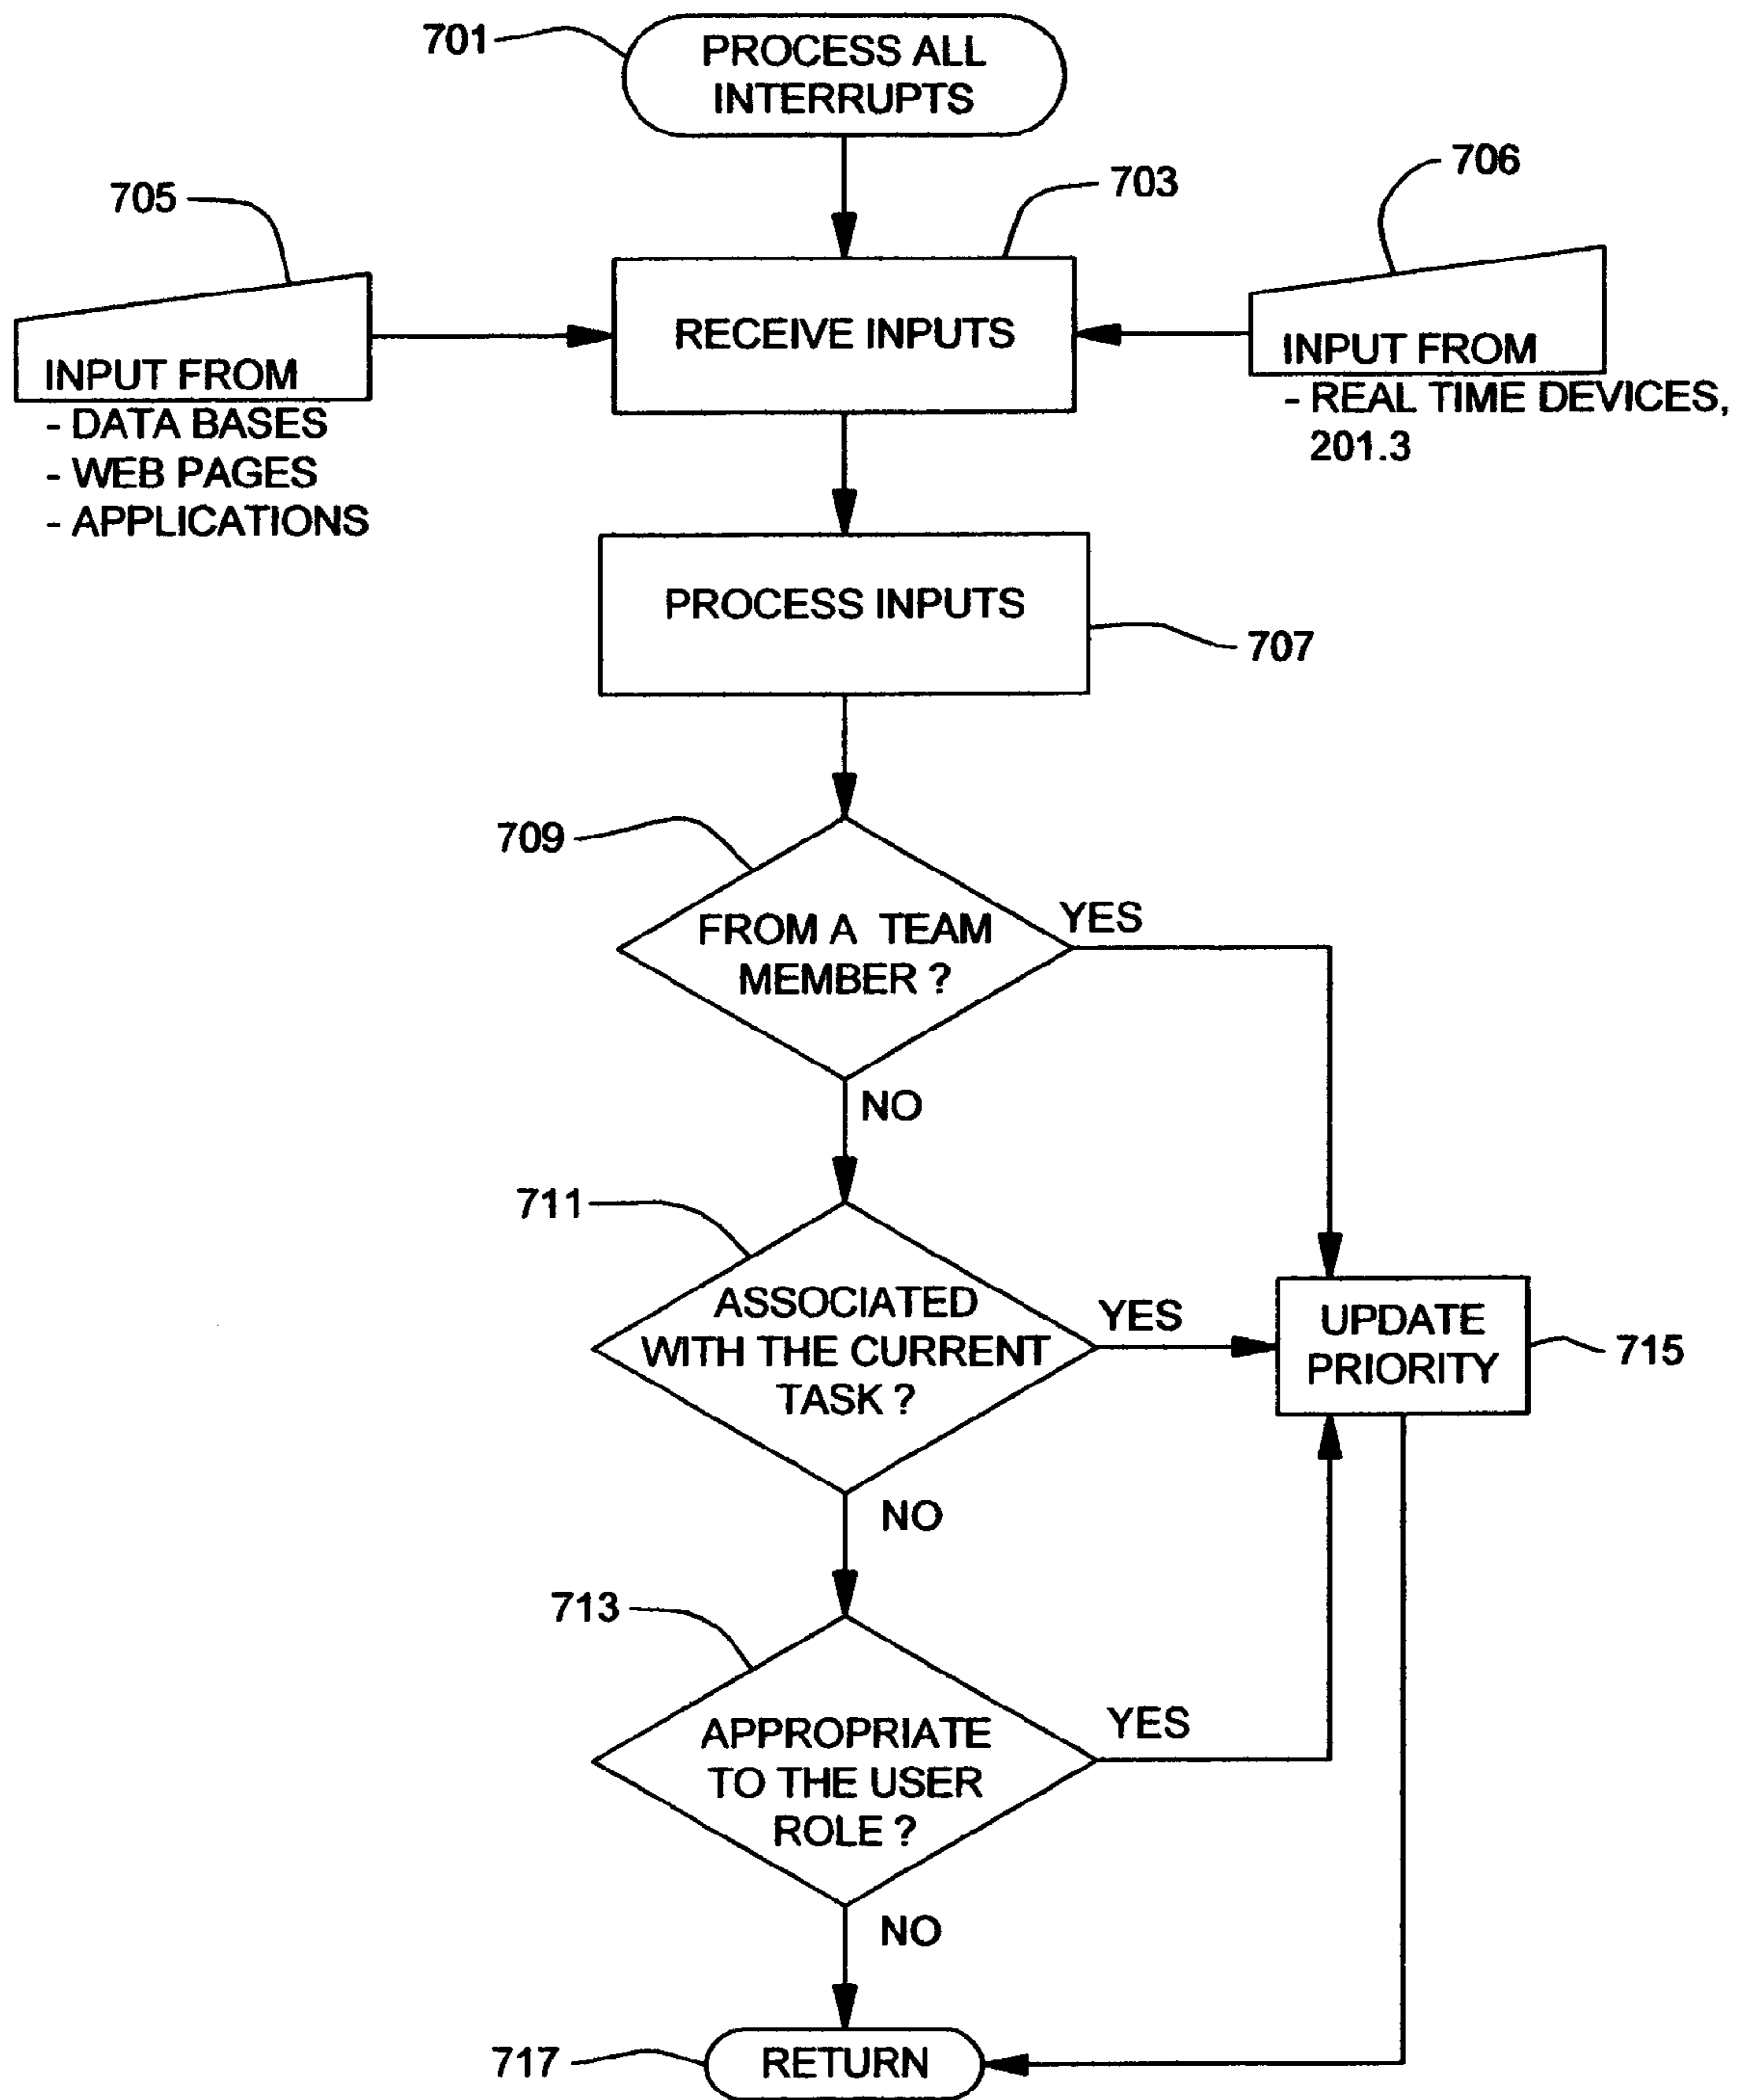 701
PROCESS ALL
INTERRUPTS
705
703
706
INPUT FROM
- DATA BASES
- WEB PAGES
- APPLICATIONS
RECEIVE INPUTS
INPUT FROM
- REAL TIME DEVICES,
201.3
PROCESS INPUTS
707
709
FROM A TEAM
MEMBER ?
YES
NO
711
ASSOCIATED
WITH THE CURRENT
TASK ?
YES
UPDATE
PRIORITY
715
NO
713
APPROPRIATE
TO THE USER
ROLE ?
YES
NO
717
RETURN